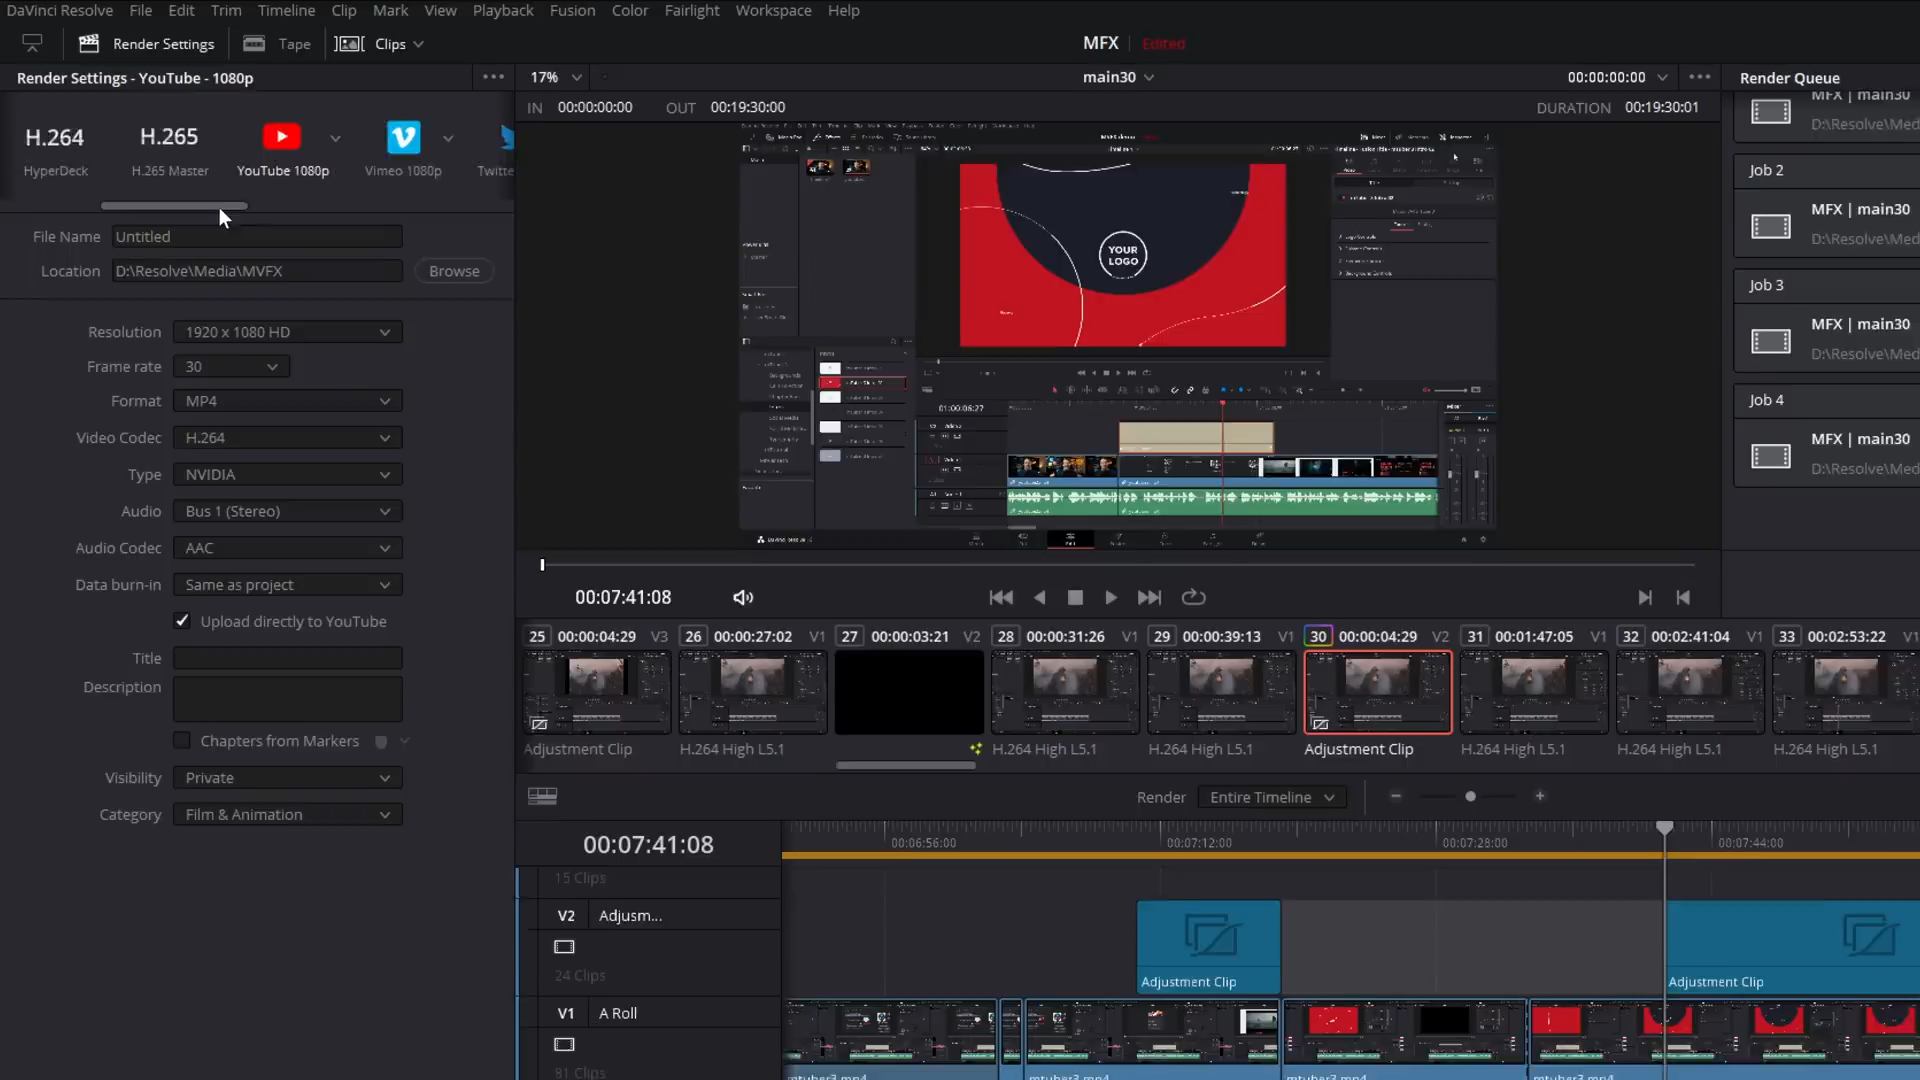 DaVinci Resolve File Edit Trim Timeline Clip Mark View Playback Fusion Color Fairlight Workspace Help
Render Settings Tape Clips MFX Edited
Render Settings - YouTube - 1080p 17% main30 00:00:00:00 Render Queue
IN 00:00:00:00 OUT 00:19:30:00 DURATION 00:19:30:01
H.264 H.265
HyperDeck H.265 Master YouTube 1080p Vimeo 1080p Twitte
File Name Untitled
Location D:\Resolve\Media\MVFX Browse
Resolution 1920 x 1080 HD
Frame rate 30
Format MP4
Video Codec H.264
Type NVIDIA
Audio Bus 1 (Stereo)
Audio Codec AAC
Data burn-in Same as project
Upload directly to YouTube
Title
Description
Chapters from Markers
Visibility Private
Category Film & Animation
YOUR
LOGO
01:00:06:27
MFX | main30
D:\Resolve\Med
Job 2
MFX | main30
D:\Resolve\Med
Job 3
MFX | main30
D:\Resolve\Med
Job 4
MFX | main30
D:\Resolve\Med
00:07:41:08
25 00:00:04:29 V3 26 00:00:27:02 V1 27 00:00:03:21 V2 28 00:00:31:26 V1 29 00:00:39:13 V1 30 00:00:04:29 V2 31 00:01:47:05 V1 32 00:02:41:04 V1 33 00:02:53:22 V1
Adjustment Clip H.264 High L5.1 H.264 High L5.1 H.264 High L5.1 Adjustment Clip H.264 High L5.1 H.264 High L5.1 H.264 High L5.1
Render Entire Timeline
00:07:41:08 00:06:56:00 00:07:12:00 00:07:28:00 00:07:44:00
15 Clips
V2 Adjusm...
24 Clips
Adjustment Clip Adjustment Clip
V1 A Roll
81 Clips
mtuber3.mp4 mtuber3.mp4 mtuber3.mp4 mtuber3.mp4